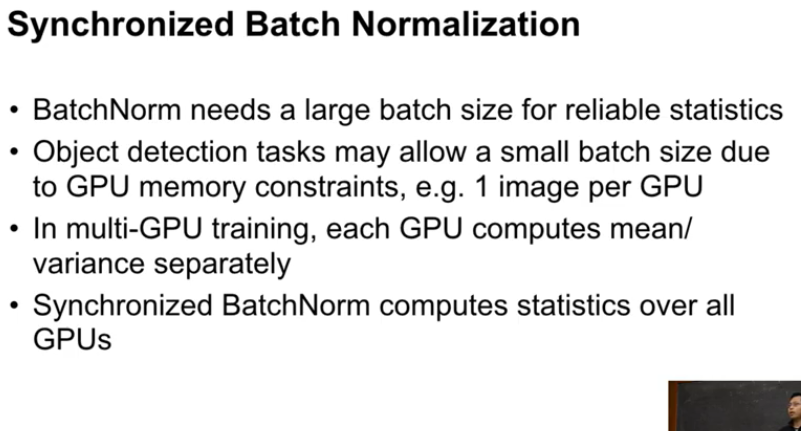 Synchronized Batch Normalization
• BatchNorm needs a large batch size for reliable statistics
• Object detection tasks may allow a small batch size due
to GPU memory constraints, e.g. 1 image per GPU
• In multi-GPU training, each GPU computes mean/
variance separately
• Synchronized BatchNorm computes statistics over all
GPUs